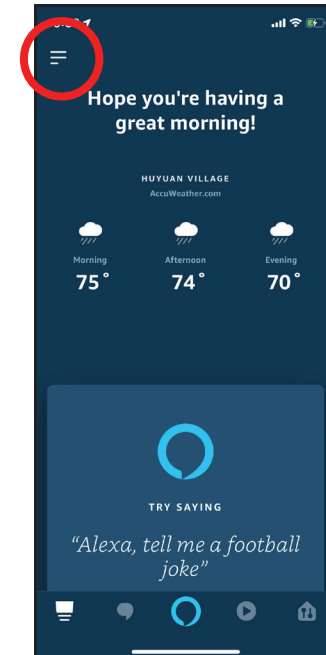 Hope you're having a
great morning!
HUYUAN VILLAGE
AccuWeather.com
Morning
Afternoon
Evening
75°
74°
70°
TRY SAYING
“Alexa, tell me a football
joke”